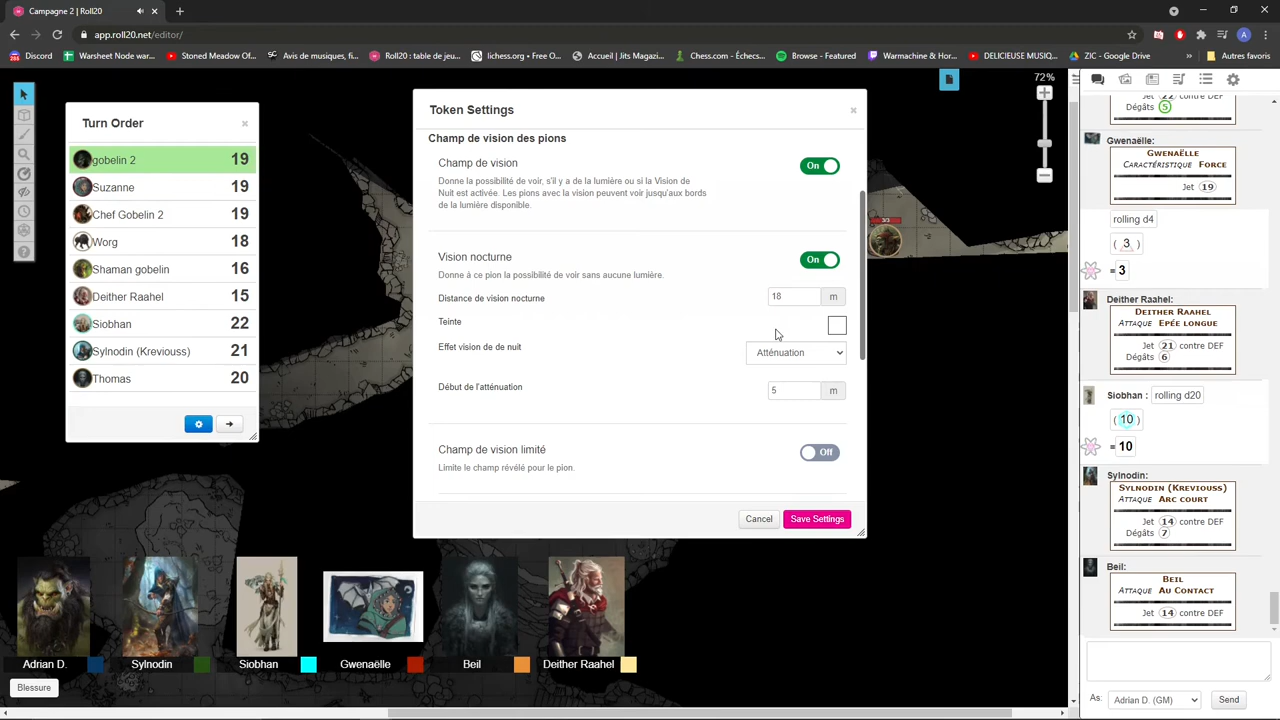 Campagne 2 | Roll20
app.roll20.net/editor/
Discord
Warsheet Node war...
Stoned Meadow Of...
Avis de musiques, fi...
Roll20 : table de jeu...
lichess.org • Free O...
Accueil | Jits Magazi...
Chess.com - Échecs...
Spotify
Browse - Featured
Warmachine & Hor...
DELICIEUSE MUSIQ...
ZIC - Google Drive
Autres favoris
72%
Turn Order
gobelin 2 19
Suzanne 19
Chef Gobelin 2 19
Worg 18
Shaman gobelin 16
Deither Raahel 15
Siobhan 22
Sylnodin (Kreviouss) 21
Thomas 20
Token Settings
Champ de vision des pions
Champ de vision
On
Donne la possibilité de voir, s'il y a de la lumière ou si la Vision de
Nuit est activée. Les pions avec la vision peuvent voir jusqu'aux bords
de la lumière disponible.
Vision nocturne
On
Donne à ce pion la possibilité de voir sans aucune lumière.
Distance de vision nocturne
18 m
Teinte
Effet vision de de nuit
Atténuation
Début de l'atténuation
5 m
Champ de vision limité
Off
Limite le champ révélé pour le pion.
Cancel
Save Settings
3/3
Adrian D.
Sylnodin
Siobhan
Gwenaëlle
Beil
Deither Raahel
Blessure
Jet 22 contre DEF
Dégâts 5
Gwenaëlle:
GWENAËLLE
CARACTÉRISTIQUE FORCE
Jet 19
rolling d4
( 3 )
= 3
Deither Raahel:
DEITHER RAAHEL
ATTAQUE EPÉE LONGUE
Jet 21 contre DEF
Dégâts 6
Siobhan : rolling d20
( 10 )
= 10
Sylnodin:
SYLNODIN (KREVIOUSS)
ATTAQUE ARC COURT
Jet 14 contre DEF
Dégâts 7
Beil:
BEIL
ATTAQUE AU CONTACT
Jet 14 contre DEF
As: Adrian D. (GM)
Send